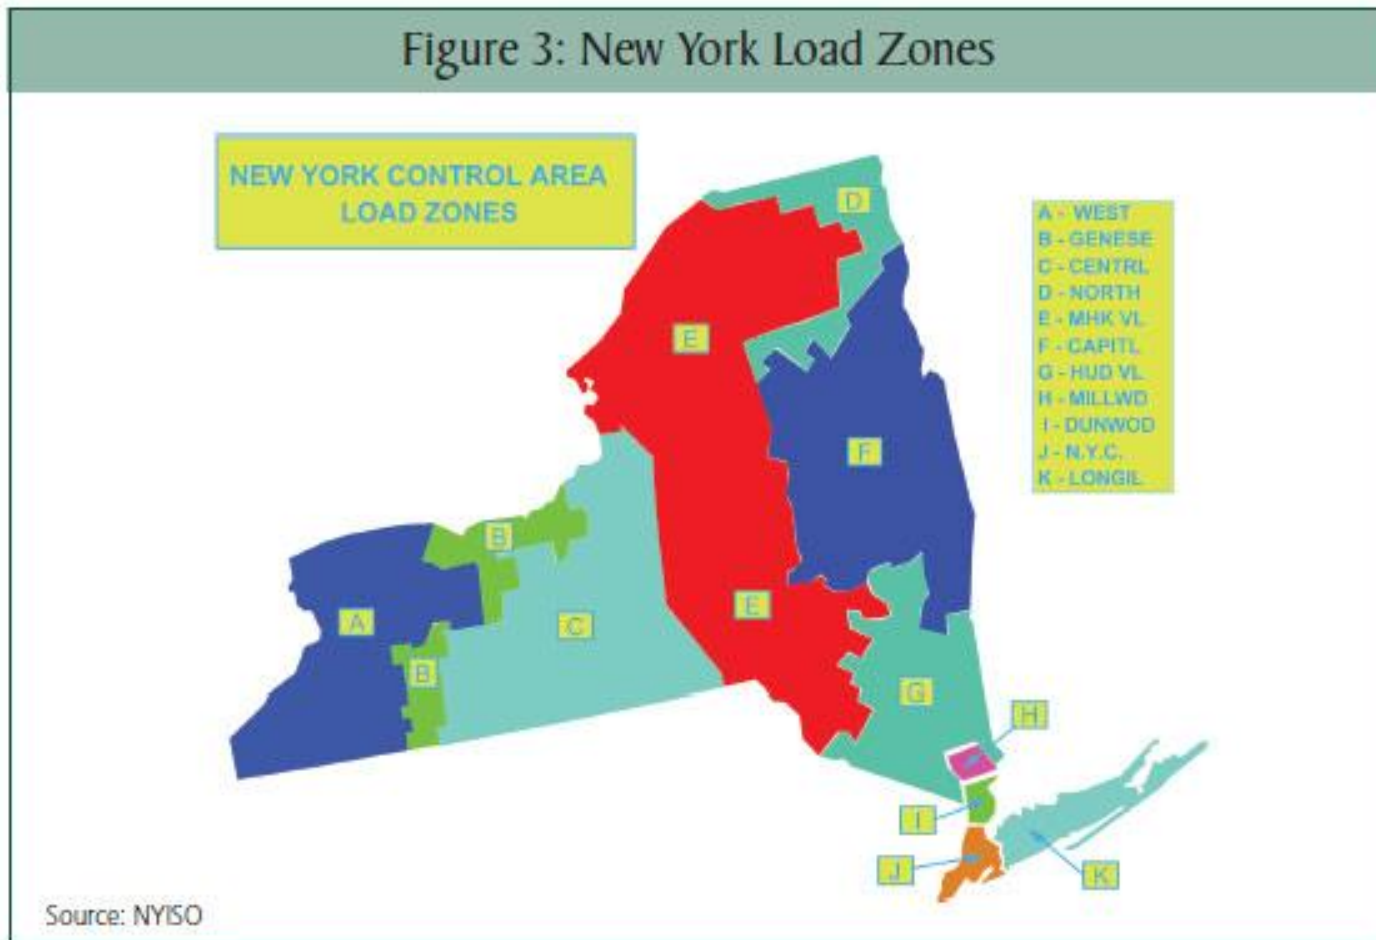 Figure 3: New York Load Zones
NEW YORK CONTROL AREA
LOAD ZONES
D
A - WEST
B - GENESE
C - CENTRL
D - NORTH
E - MHK VL
F - CAPITL
G - HUD VL
H - MILLWD
I - DUNWOD
J - N.Y.C.
K - LONGIL
E
F
B
E
A
C
B
G
H
I
J
K
Source: NYISO